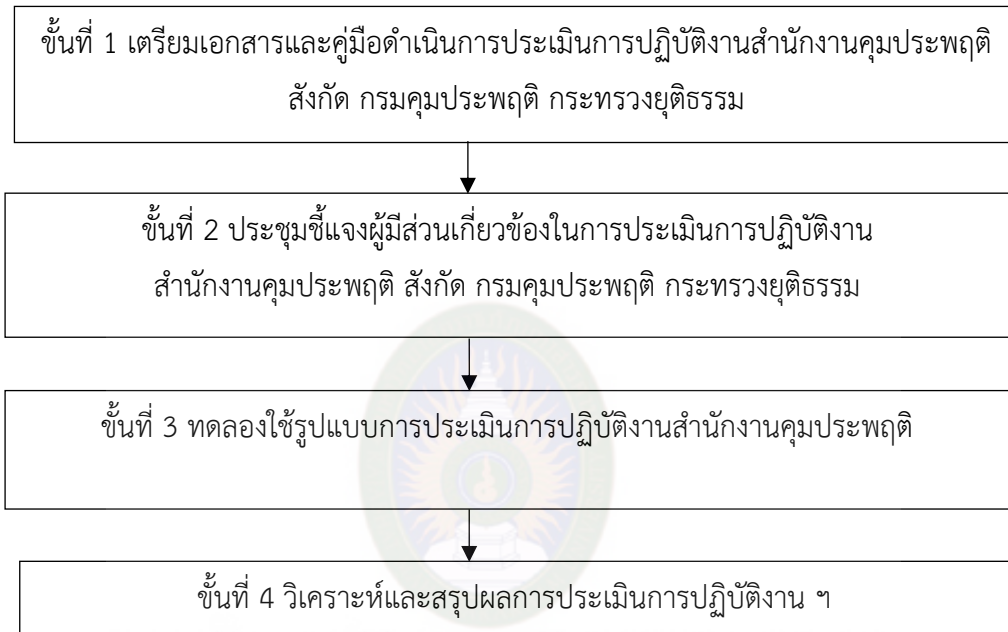 ขั้นที่ 1 เตรียมเอกสารและคู่มือดำเนินการประเมินการปฏิบัติงานสำนักงานคุมประพฤติ
สังกัด กรมคุมประพฤติ กระทรวงยุติธรรม
ขั้นที่ 2 ประชุมชี้แจงผู้มีส่วนเกี่ยวข้องในการประเมินการปฏิบัติงาน
สำนักงานคุมประพฤติ สังกัด กรมคุมประพฤติ กระทรวงยุติธรรม
ขั้นที่ 3 ทดลองใช้รูปแบบการประเมินการปฏิบัติงานสำนักงานคุมประพฤติ
ขั้นที่ 4 วิเคราะห์และสรุปผลการประเมินการปฏิบัติงาน ฯ